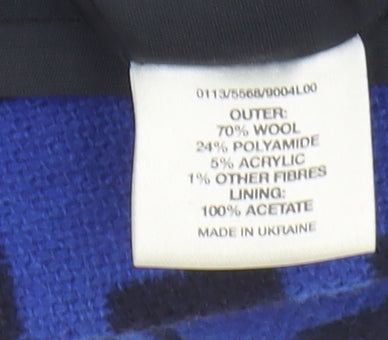 0113/5568/9004L00
OUTER:
70% WOOL
24% POLYAMIDE
5% ACRYLIC
1% OTHER FIBRES
LINING:
100% ACETATE
MADE IN UKRAINE